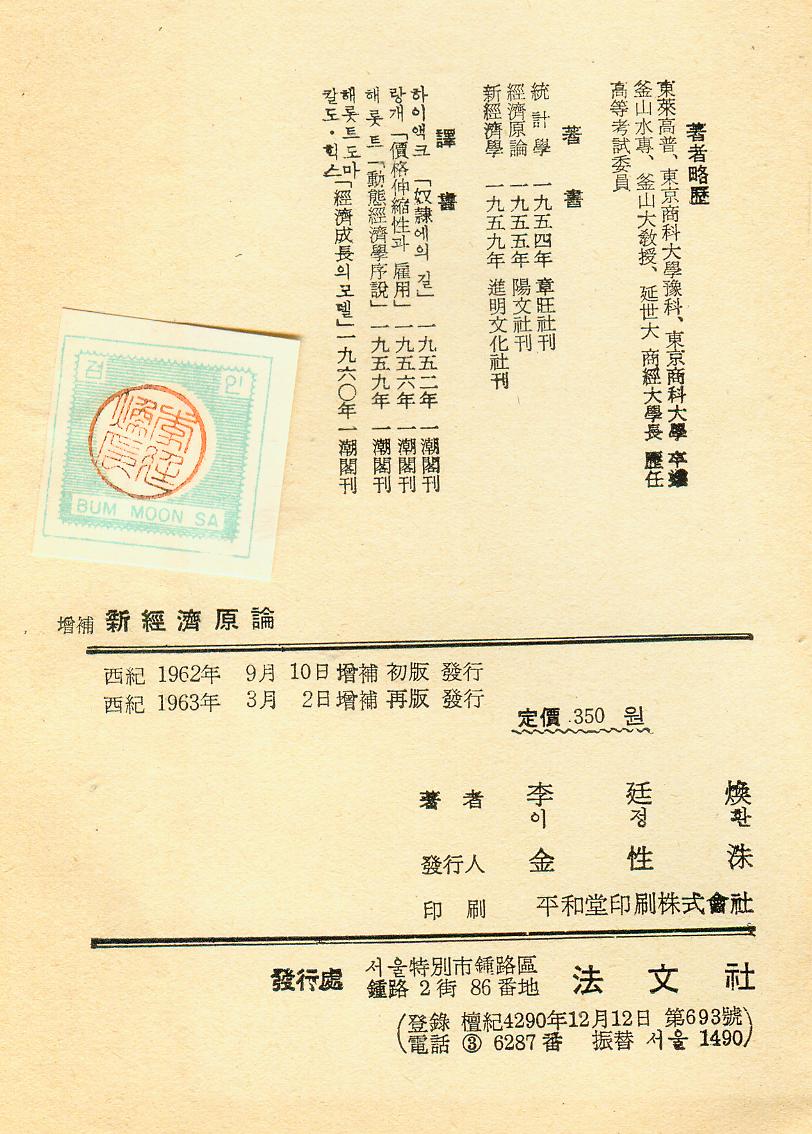 著者略歷
東萊高普、東京商科大學豫科、東京商科大學 卒業
釜山水專、釜山大敎授、延世大 商經大學長 歷任
高等考試委員
著書
統計學 一九五四年 章旺社刊
經濟原論 一九五五年 陽文社刊
新經濟學 一九五九年 進明文化社刊
譯書
하이액크 「奴隷에의 길」 一九五二年 一潮閣刊
랑개 「價格伸縮性과 雇用」 一九五六年 一潮閣刊
해롯트 「動態經濟學序說」 一九五九年 一潮閣刊
해롯트도마
칼도・힉스 「經濟成長의 모델」 一九六〇年 一潮閣刊
검인
李廷煥印
BUM MOON SA
增補 新經濟原論
西紀 1962年 9月 10日 增補 初版 發行
西紀 1963年 3月 2日 增補 再版 發行
定價 350 원
著者 李廷煥
이정환
發行人 金性洙
印刷 平和堂印刷株式會社
發行處 서울特別市鍾路區
鍾路 2街 86番地 法文社
(登錄 檀紀4290年12月12日 第693號)
(電話 ③ 6287番 振替 서울 1490)